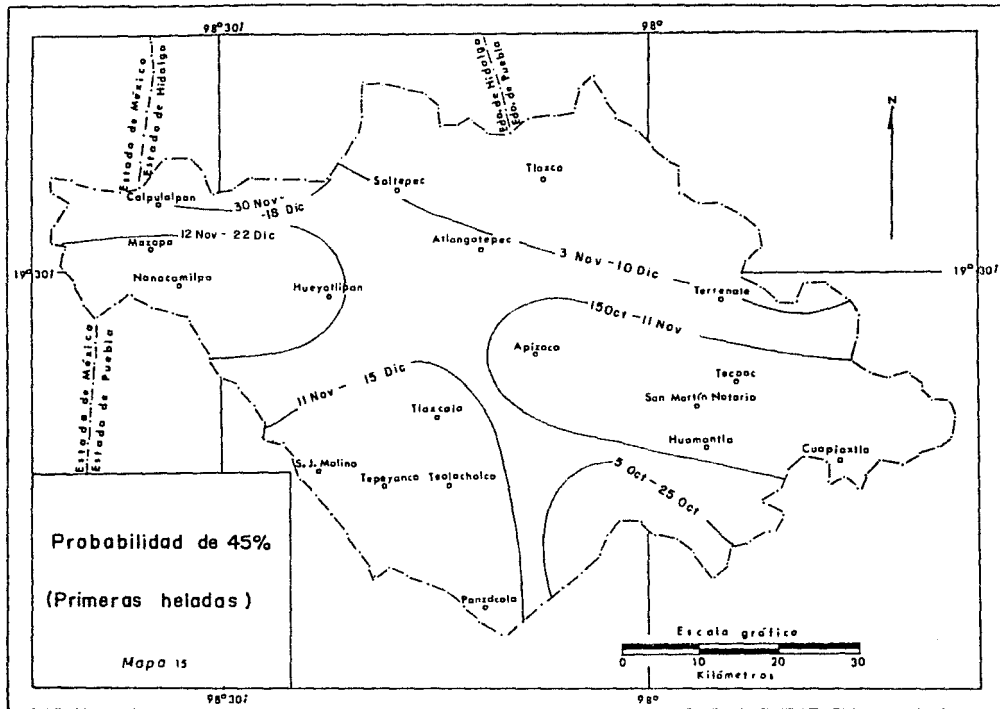 98°30'
98°
Estado de México
Estado de Hidalgo
Edo. de Hidalgo
Edo. de Puebla
N
Tlaxco
Saltepec
Calpulalpan
30 Nov-
-18 Dic
12 Nov - 22 Dic
Mazapa
Atlangatepec
3 Nov - 10 Dic
19°30'
19°30'
Nanacamilpa
Hueyotlipan
Terrenate
15 Oct - 11 Nov
Estado de México
Estado de Puebla
Apizaco
Tecoac
11 Nov - 15 Dic
San Martín Notario
Tlaxcala
Huamantla
Cuapiaxtla
S. J. Molino
Tepeyanco
Teolocholco
5 Oct - 25 Oct
Probabilidad de 45%
(Primeras heladas)
Mapa 15
Panzacola
Escala gráfica
0 10 20 30
Kilómetros
98°30'
98°